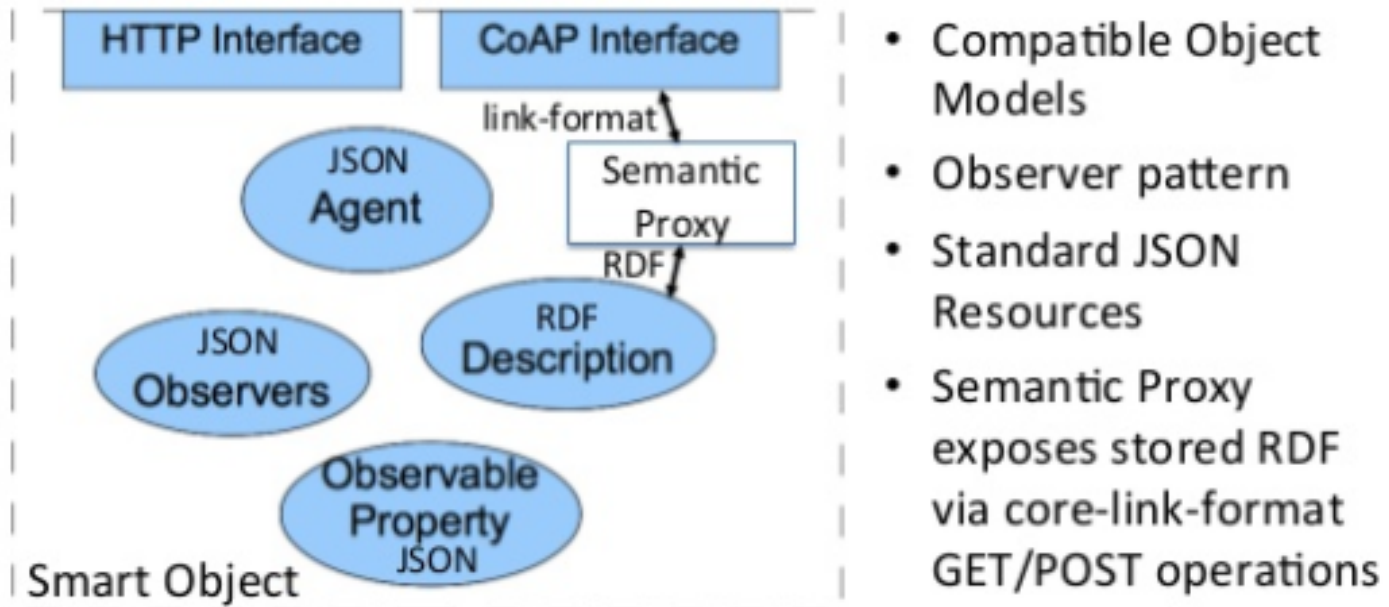 HTTP Interface
CoAP Interface
link-format
JSON
Agent
Semantic
Proxy
RDF
RDF
Description
JSON
Observers
Observable
Property
JSON
Smart Object
• Compatible Object
Models
• Observer pattern
• Standard JSON
Resources
• Semantic Proxy
exposes stored RDF
via core-link-format
GET/POST operations